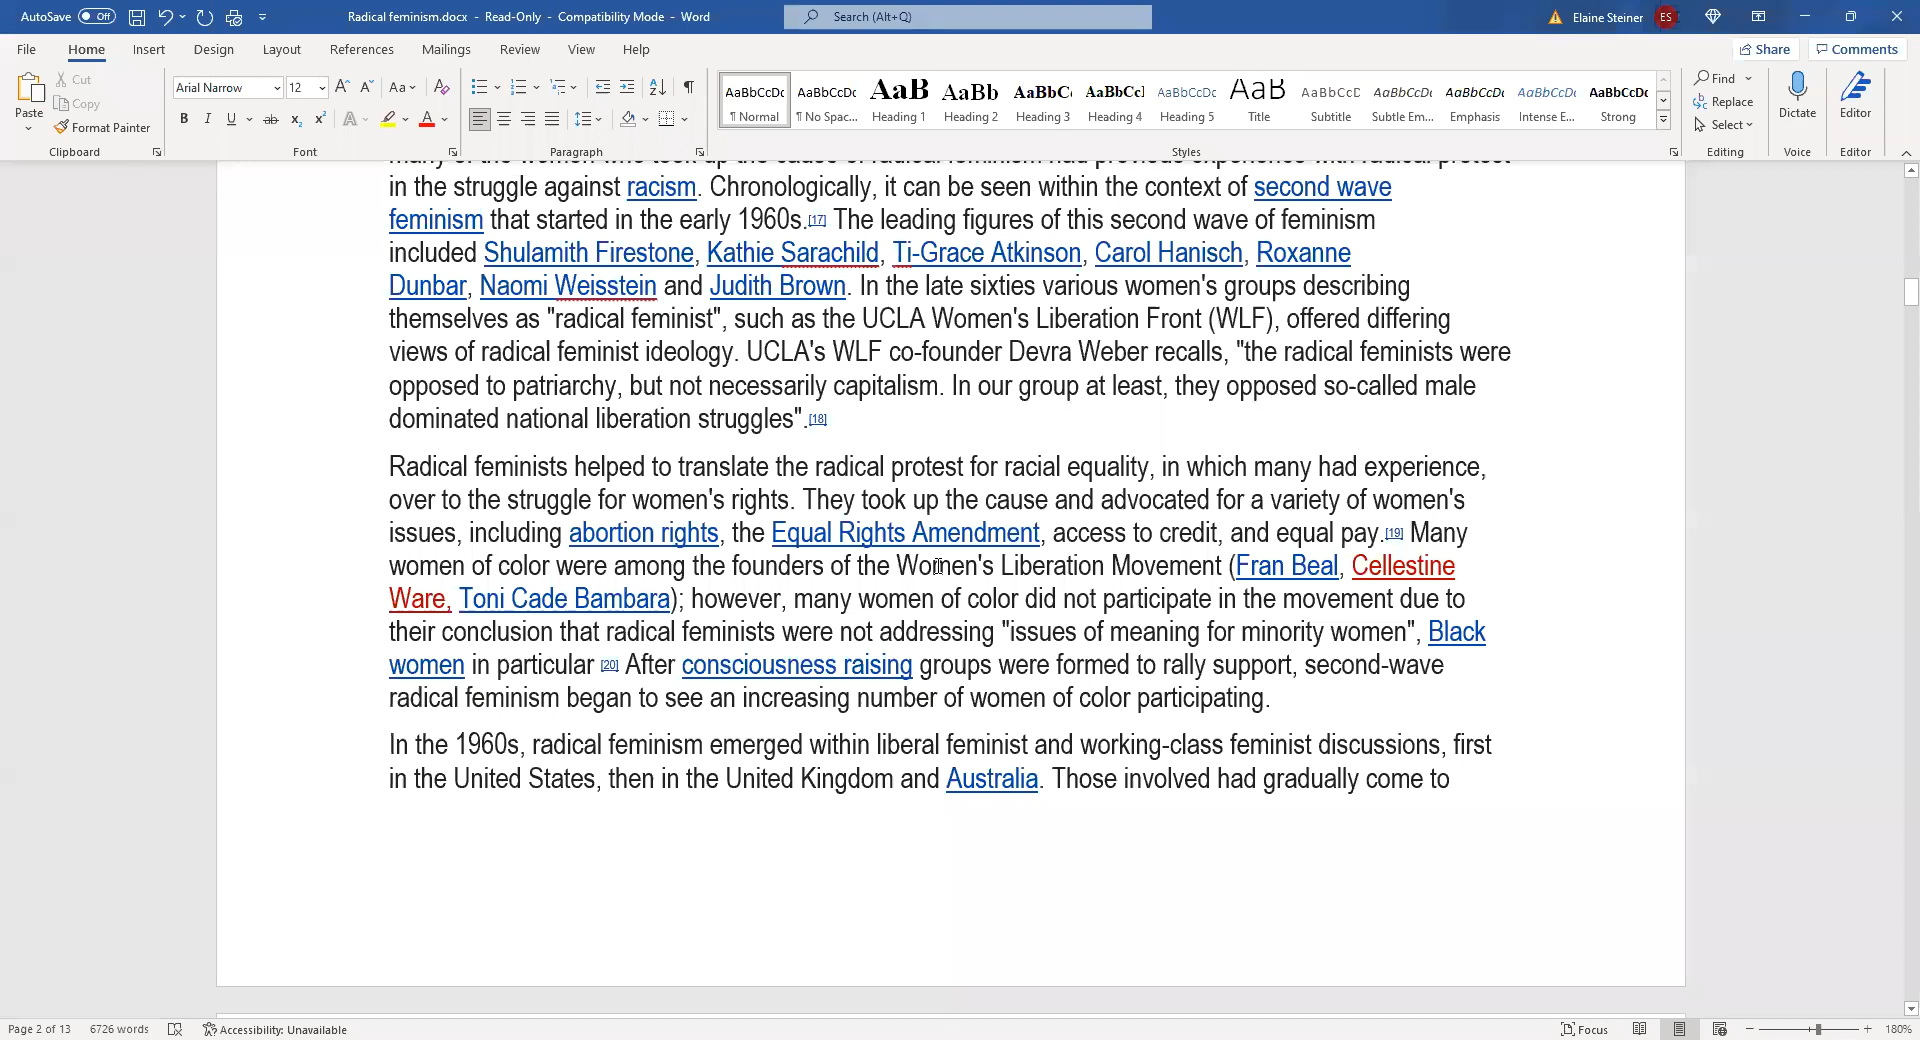 AutoSave Off Radical feminism.docx - Read-Only - Compatibility Mode - Word Search (Alt+Q) Elaine Steiner ES
File Home Insert Design Layout References Mailings Review View Help Share Comments
Paste Cut Copy Format Painter
Arial Narrow 12
AaBbCcDc AaBbCcDc AaB AaBb AaBbC AaBbCcI AaBbCcDc AaB AaBbCcD AaBbCcDc AaBbCcDc AaBbCcDc AaBbCcDc
¶ Normal ¶ No Spac... Heading 1 Heading 2 Heading 3 Heading 4 Heading 5 Title Subtitle Subtle Em... Emphasis Intense E... Strong
Find Replace Select Dictate Editor
Clipboard Font Paragraph Styles Editing Voice Editor
many of the women who took up the cause of radical feminism had previous experience with radical protest
in the struggle against racism. Chronologically, it can be seen within the context of second wave
feminism that started in the early 1960s.[17] The leading figures of this second wave of feminism
included Shulamith Firestone, Kathie Sarachild, Ti-Grace Atkinson, Carol Hanisch, Roxanne
Dunbar, Naomi Weisstein and Judith Brown. In the late sixties various women's groups describing
themselves as "radical feminist", such as the UCLA Women's Liberation Front (WLF), offered differing
views of radical feminist ideology. UCLA's WLF co-founder Devra Weber recalls, "the radical feminists were
opposed to patriarchy, but not necessarily capitalism. In our group at least, they opposed so-called male
dominated national liberation struggles".[18]
Radical feminists helped to translate the radical protest for racial equality, in which many had experience,
over to the struggle for women's rights. They took up the cause and advocated for a variety of women's
issues, including abortion rights, the Equal Rights Amendment, access to credit, and equal pay.[19] Many
women of color were among the founders of the Women's Liberation Movement (Fran Beal, Cellestine
Ware, Toni Cade Bambara); however, many women of color did not participate in the movement due to
their conclusion that radical feminists were not addressing "issues of meaning for minority women", Black
women in particular [20] After consciousness raising groups were formed to rally support, second-wave
radical feminism began to see an increasing number of women of color participating.
In the 1960s, radical feminism emerged within liberal feminist and working-class feminist discussions, first
in the United States, then in the United Kingdom and Australia. Those involved had gradually come to
Page 2 of 13 6726 words Accessibility: Unavailable Focus 180%